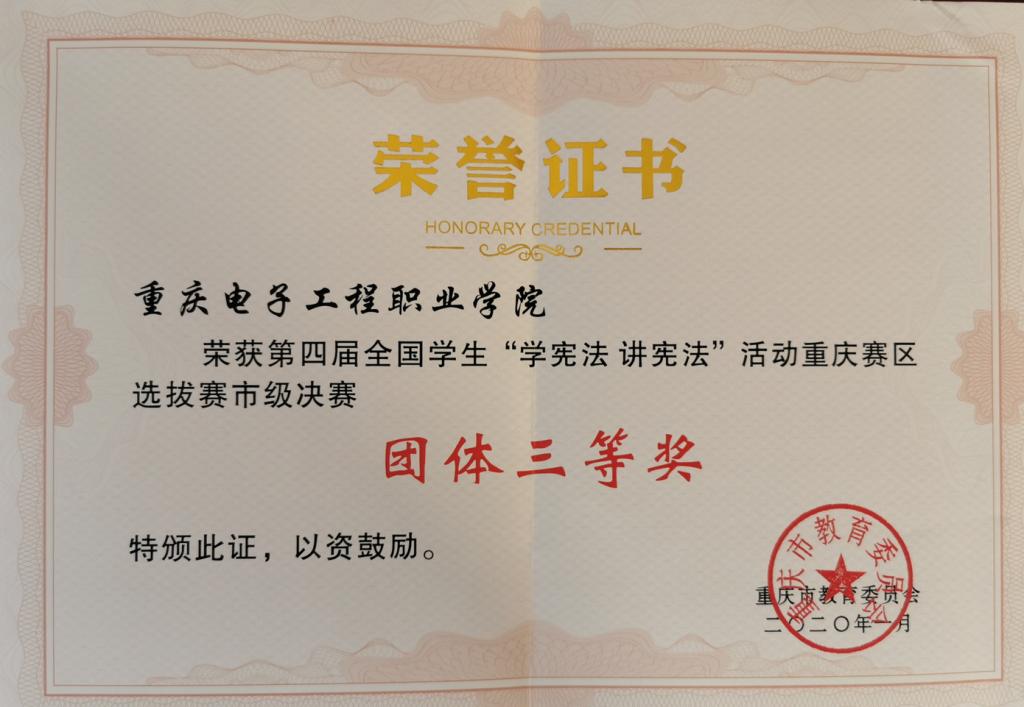 荣誉证书
HONORARY CREDENTIAL
重庆电子工程职业学院
荣获第四届全国学生“学宪法 讲宪法”活动重庆赛区
选拔赛市级决赛
团体三等奖
特颁此证，以资鼓励。
重庆市教育委员会
重庆市教育委员会
二〇二〇年一月